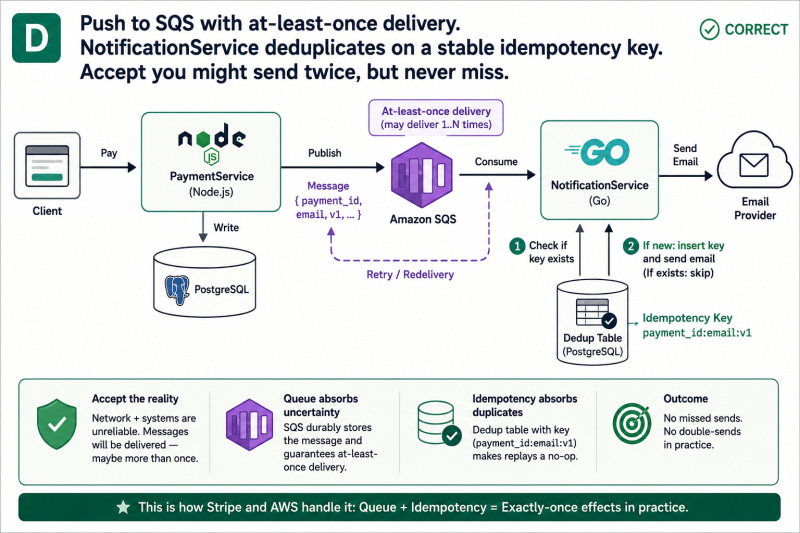 D
Push to SQS with at-least-once delivery.
NotificationService deduplicates on a stable idempotency key.
Accept you might send twice, but never miss.
CORRECT
At-least-once delivery
(may deliver 1..N times)
Client
Pay
node
JS
PaymentService
(Node.js)
Publish
Message
{ payment_id,
email, v1, ... }
Amazon SQS
Consume
GO
NotificationService
(Go)
Send
Email
Email
Provider
Write
PostgreSQL
Retry / Redelivery
1 Check if
key exists
2 If new: insert key
and send email
(If exists: skip)
Dedup Table
(PostgreSQL)
Idempotency Key
payment_id:email:v1
Accept the reality
Network + systems are
unreliable. Messages
will be delivered —
maybe more than once.
Queue absorbs
uncertainty
SQS durably stores
the message and
guarantees at-least-
once delivery.
Idempotency absorbs
duplicates
Dedup table with key
(payment_id:email:v1)
makes replays a no-op.
Outcome
No missed sends.
No double-sends
in practice.
This is how Stripe and AWS handle it: Queue + Idempotency = Exactly-once effects in practice.